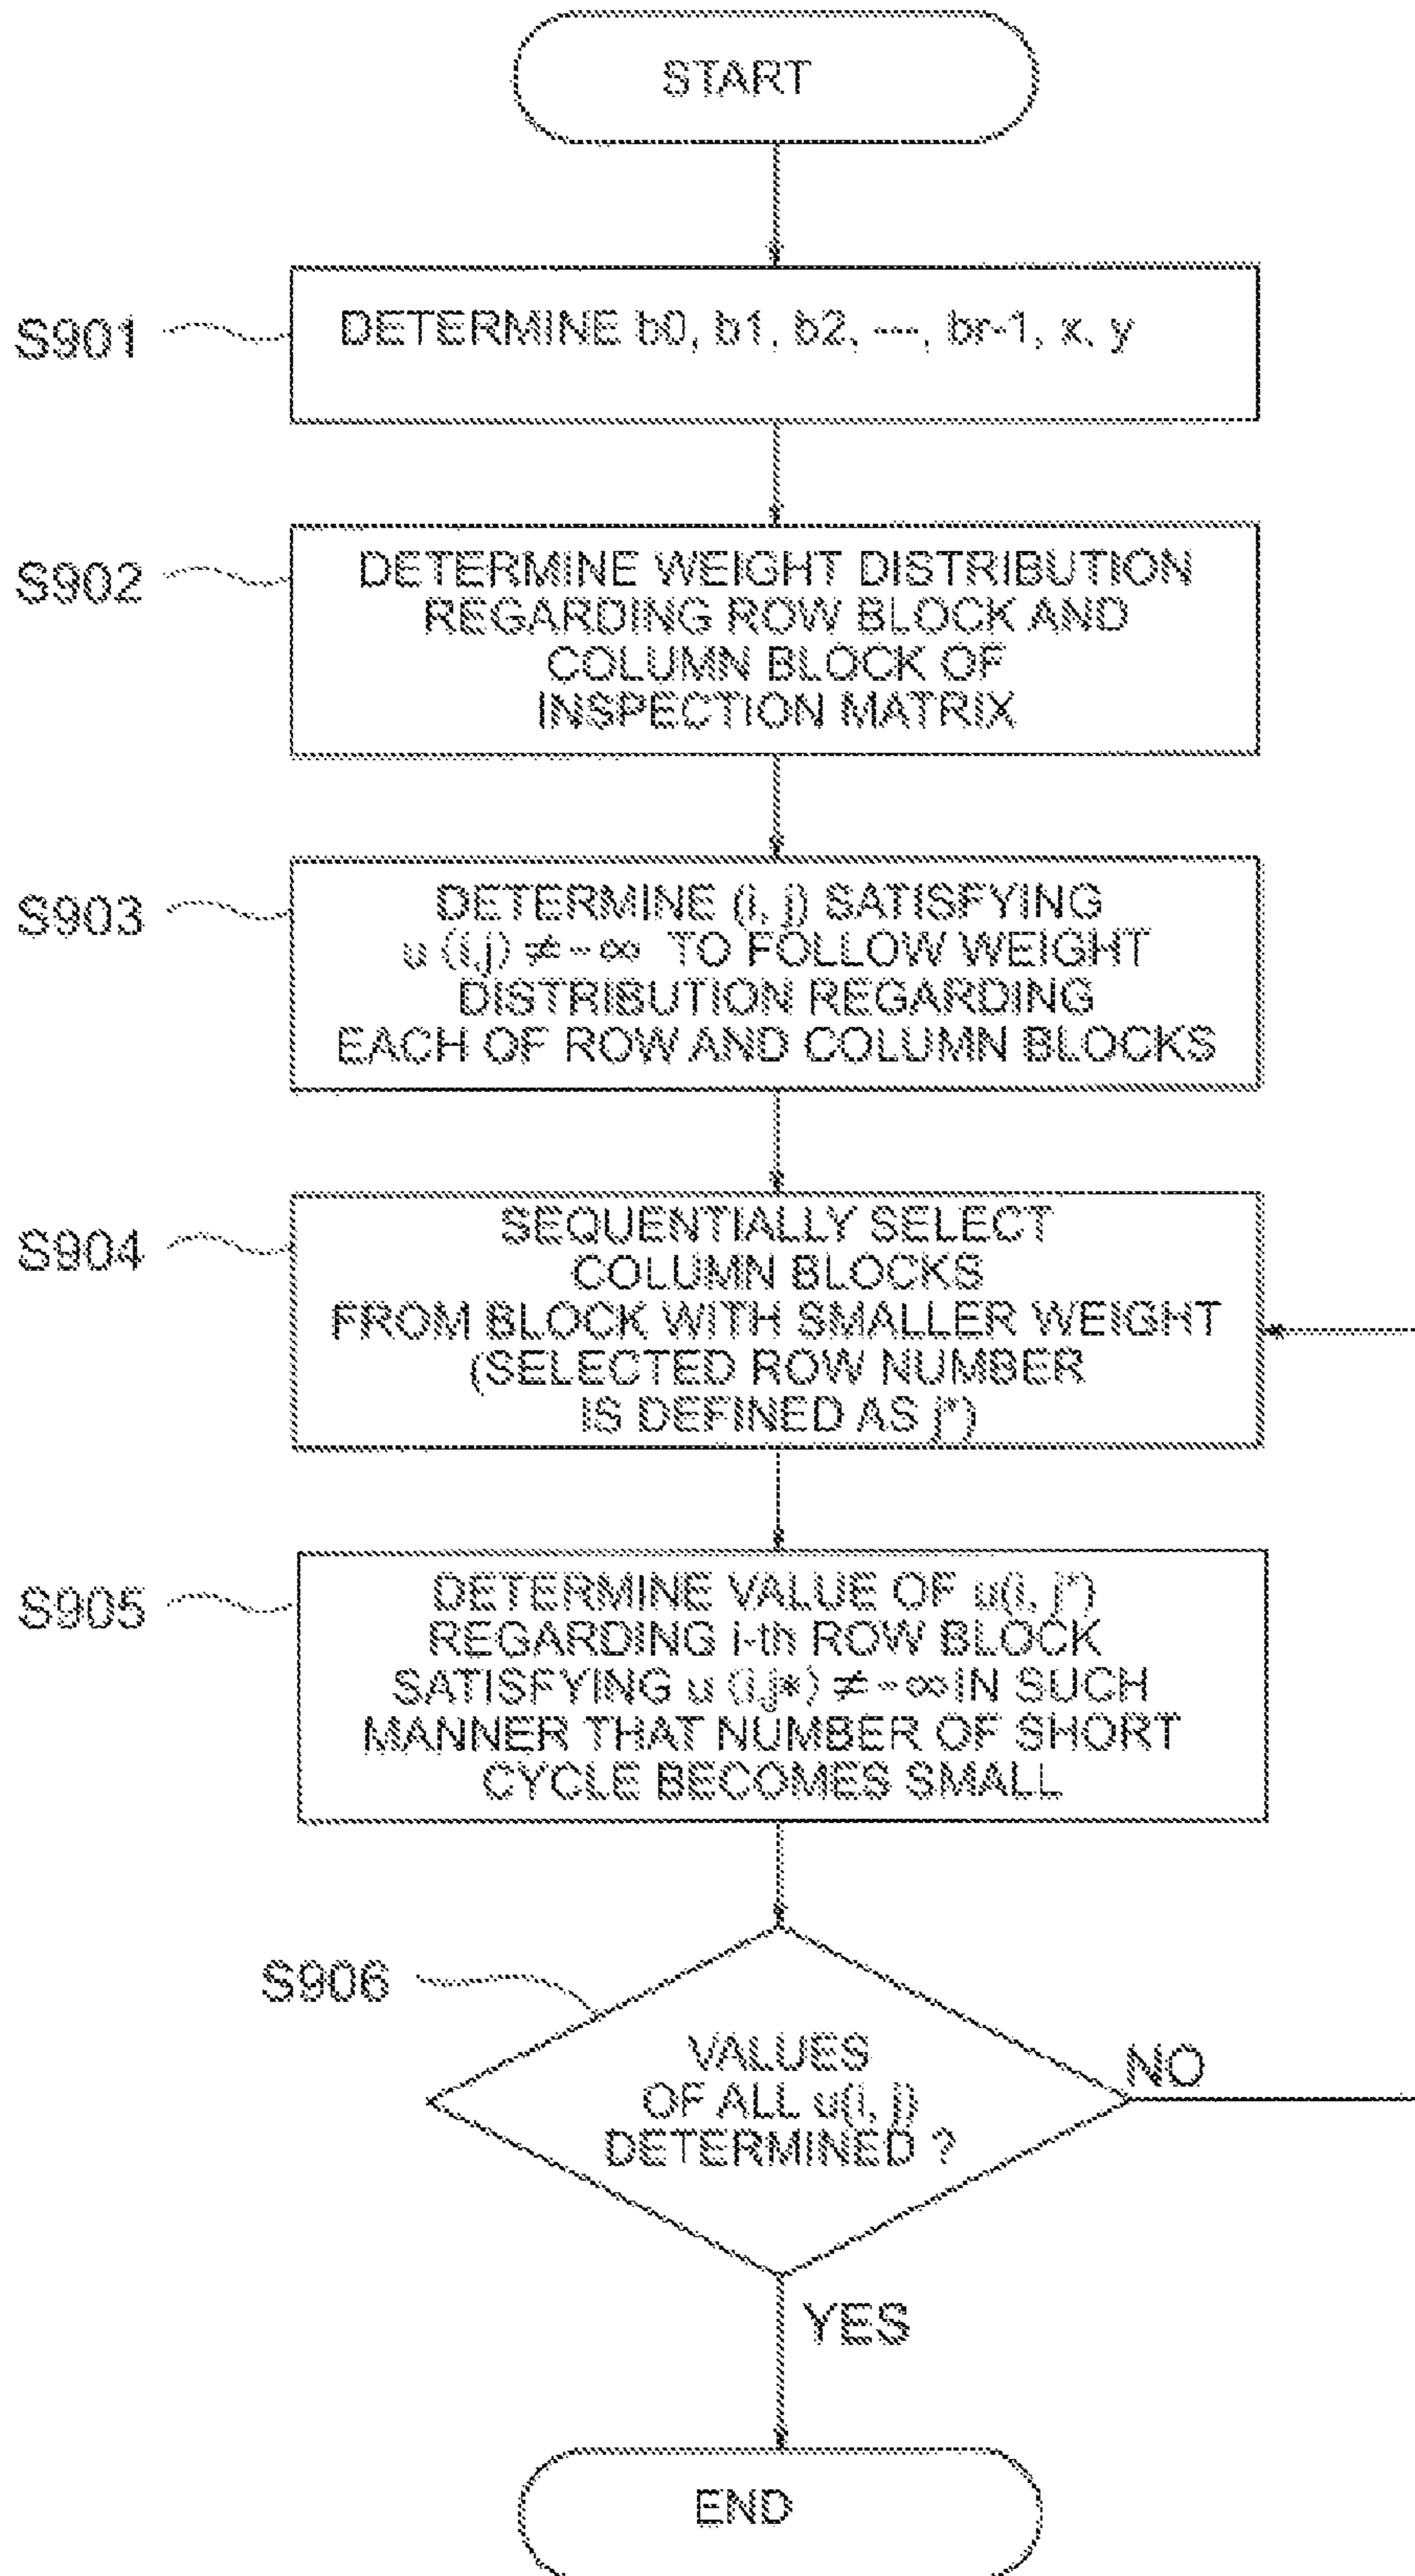 START
S901
DETERMINE b0, b1, b2, ---, br-1, x, y
S902
DETERMINE WEIGHT DISTRIBUTION
REGARDING ROW BLOCK AND
COLUMN BLOCK OF
INSPECTION MATRIX
S903
DETERMINE (i, j) SATISFYING
u (i,j) ≠ -∞ TO FOLLOW WEIGHT
DISTRIBUTION REGARDING
EACH OF ROW AND COLUMN BLOCKS
S904
SEQUENTIALLY SELECT
COLUMN BLOCKS
FROM BLOCK WITH SMALLER WEIGHT
(SELECTED ROW NUMBER
IS DEFINED AS j*)
S905
DETERMINE VALUE OF u(i, j*)
REGARDING i-th ROW BLOCK
SATISFYING u (i,j*) ≠ -∞ IN SUCH
MANNER THAT NUMBER OF SHORT
CYCLE BECOMES SMALL
S906
VALUES
OF ALL u(i, j)
DETERMINED ?
NO
YES
END